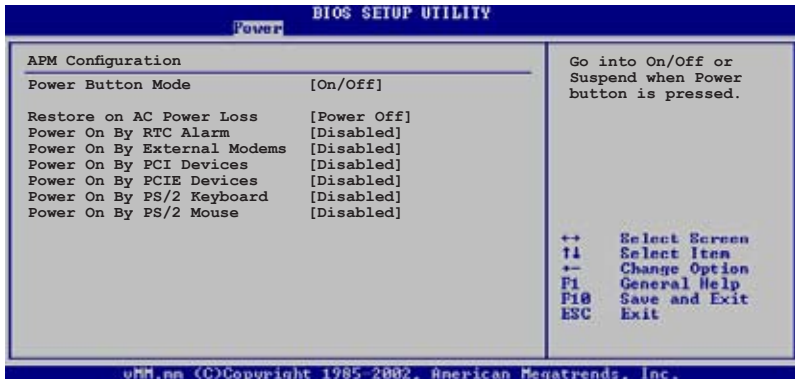 BIOS SETUP UTILITY
Power
APM Configuration
Power Button Mode [On/Off]
Restore on AC Power Loss [Power Off]
Power On By RTC Alarm [Disabled]
Power On By External Modems [Disabled]
Power On By PCI Devices [Disabled]
Power On By PCIE Devices [Disabled]
Power On By PS/2 Keyboard [Disabled]
Power On By PS/2 Mouse [Disabled]
Go into On/Off or
Suspend when Power
button is pressed.
↔ Select Screen
↑↓ Select Item
+- Change Option
F1 General Help
F10 Save and Exit
ESC Exit
vMM.mm (C)Copyright 1985-2002, American Megatrends, Inc.